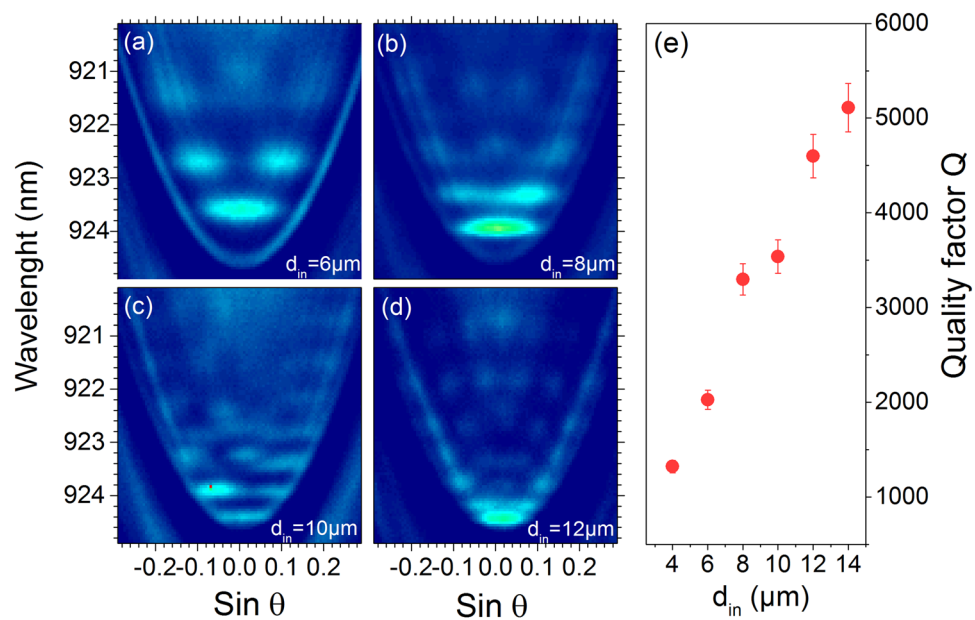 (a)
(b)
(e)
921
922
923
924
d_in=6µm
d_in=8µm
(c)
(d)
921
922
923
924
d_in=10µm
d_in=12µm
-0.2-0.1 0.0 0.1 0.2
-0.2-0.1 0.0 0.1 0.2
Sin θ
Sin θ
Wavelenght (nm)
6000
5000
4000
3000
2000
1000
Quality factor Q
4 6 8 10 12 14
d_in (µm)